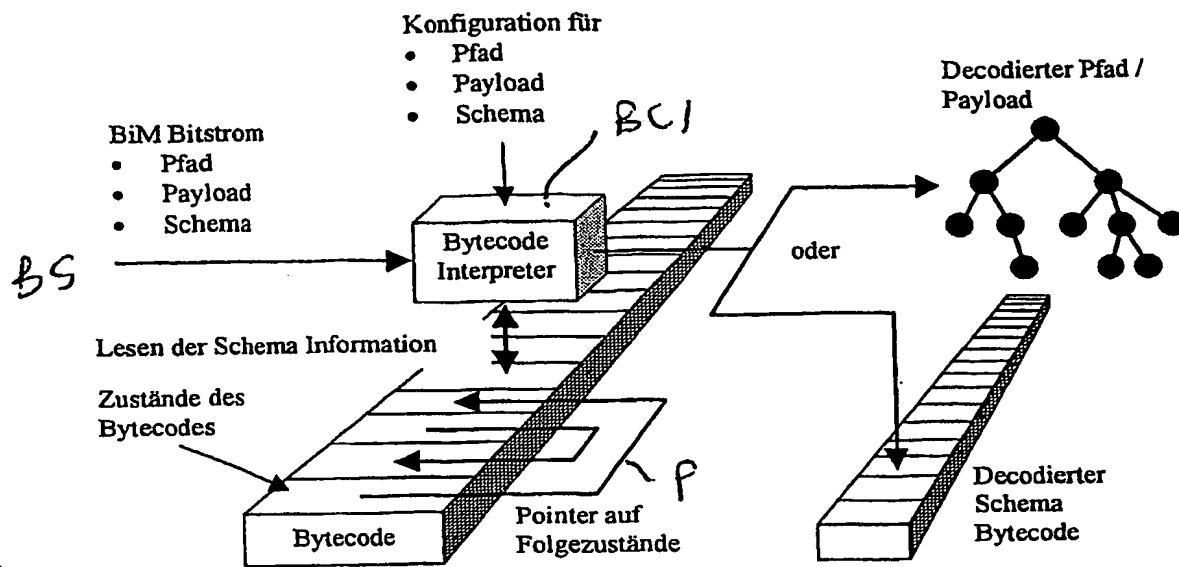 Konfiguration für
• Pfad
• Payload
• Schema
BCI
Decodierter Pfad /
Payload
BiM Bitstrom
• Pfad
• Payload
• Schema
Bytecode
Interpreter
oder
BS
Lesen der Schema Information
Zustände des
Bytecodes
P
Pointer auf
Folgezustände
Bytecode
Decodierter
Schema
Bytecode